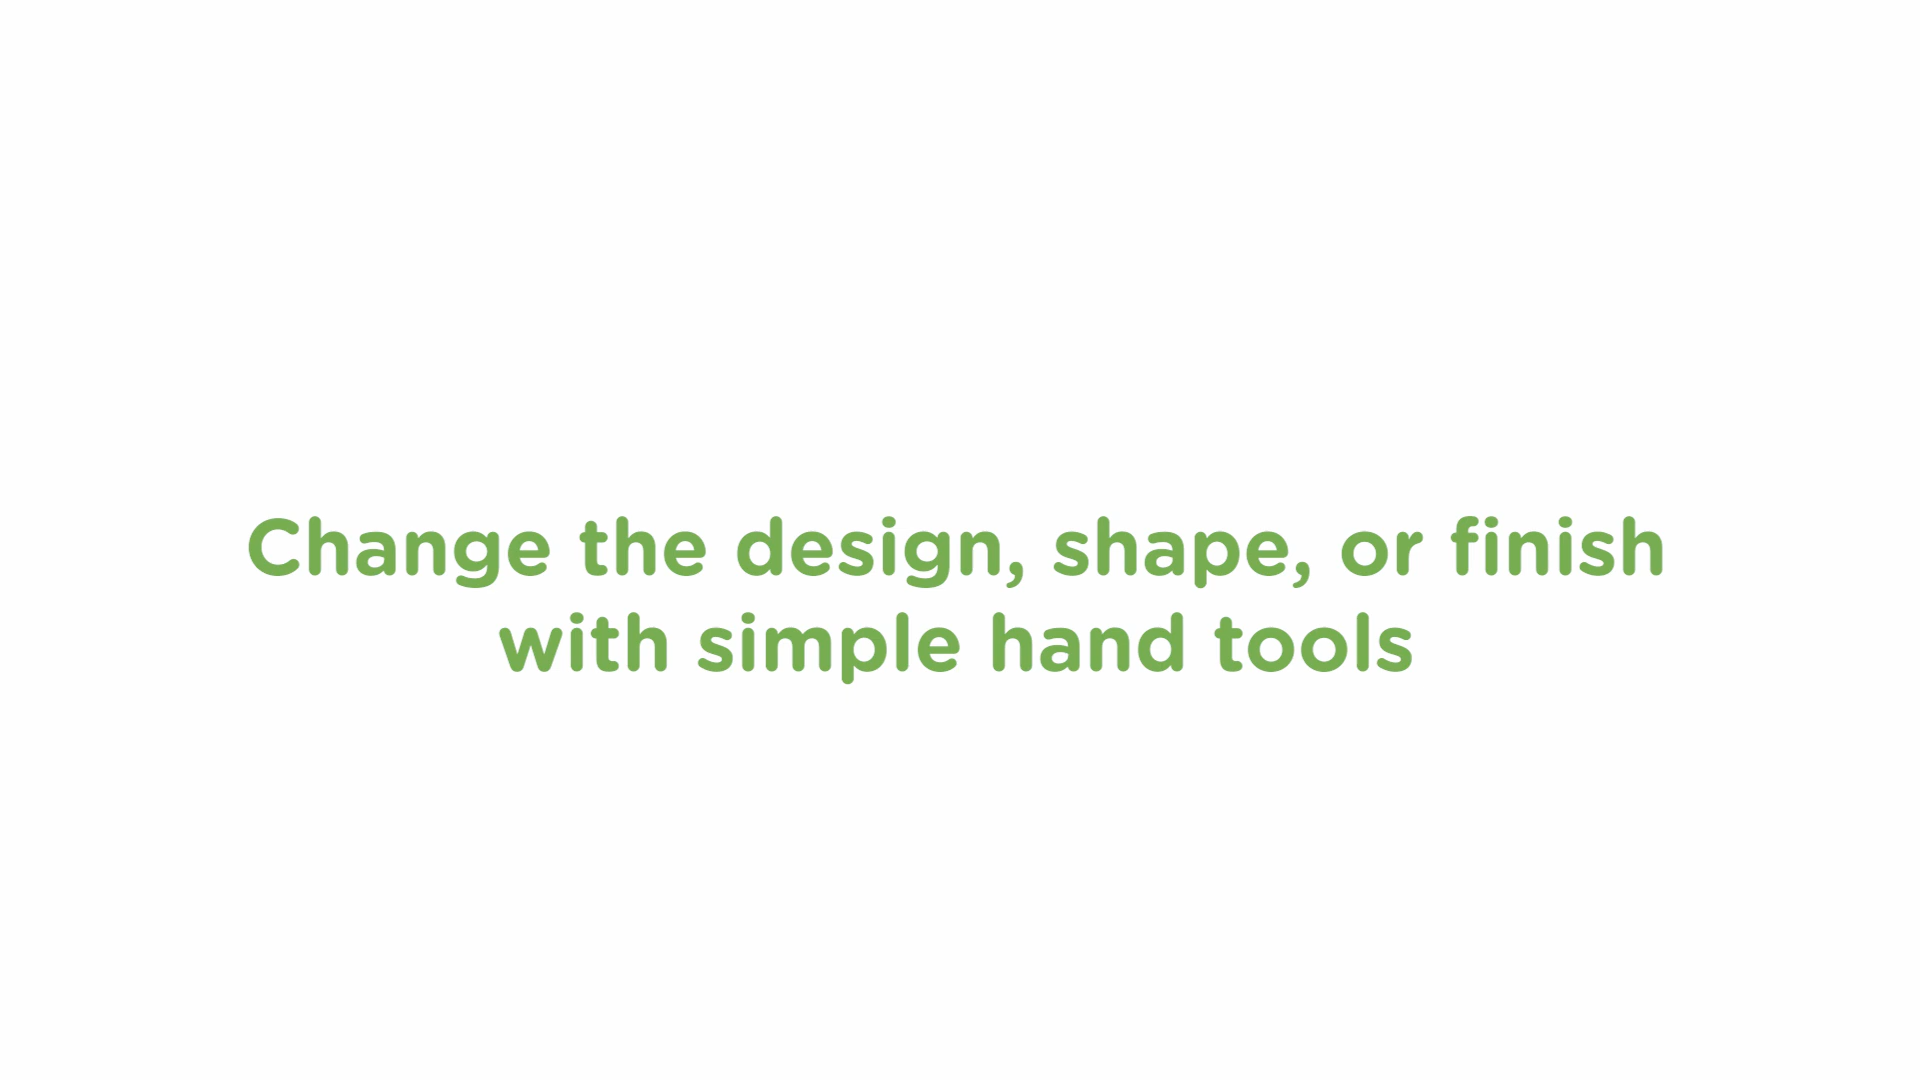 Change the design, shape, or finish
with simple hand tools